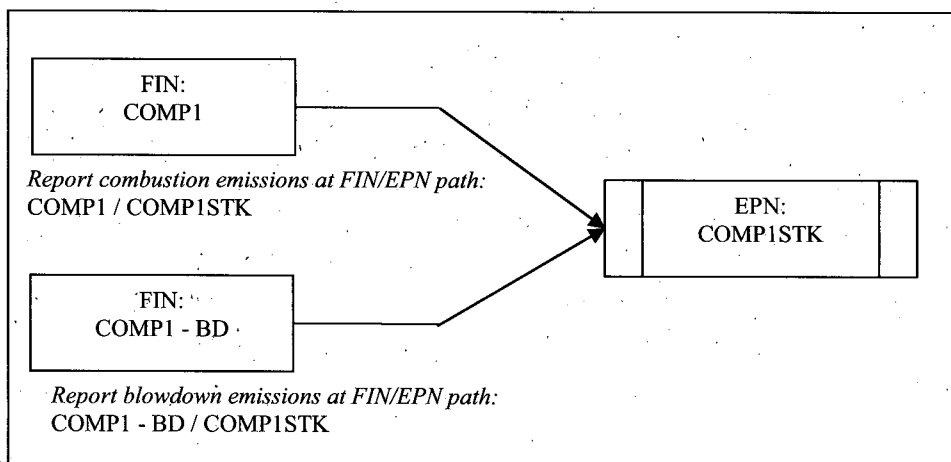 FIN:
COMP1
Report combustion emissions at FIN/EPN path:
COMP1 / COMP1STK
EPN:
COMP1STK
FIN:
COMP1 - BD
Report blowdown emissions at FIN/EPN path:
COMP1 - BD / COMP1STK